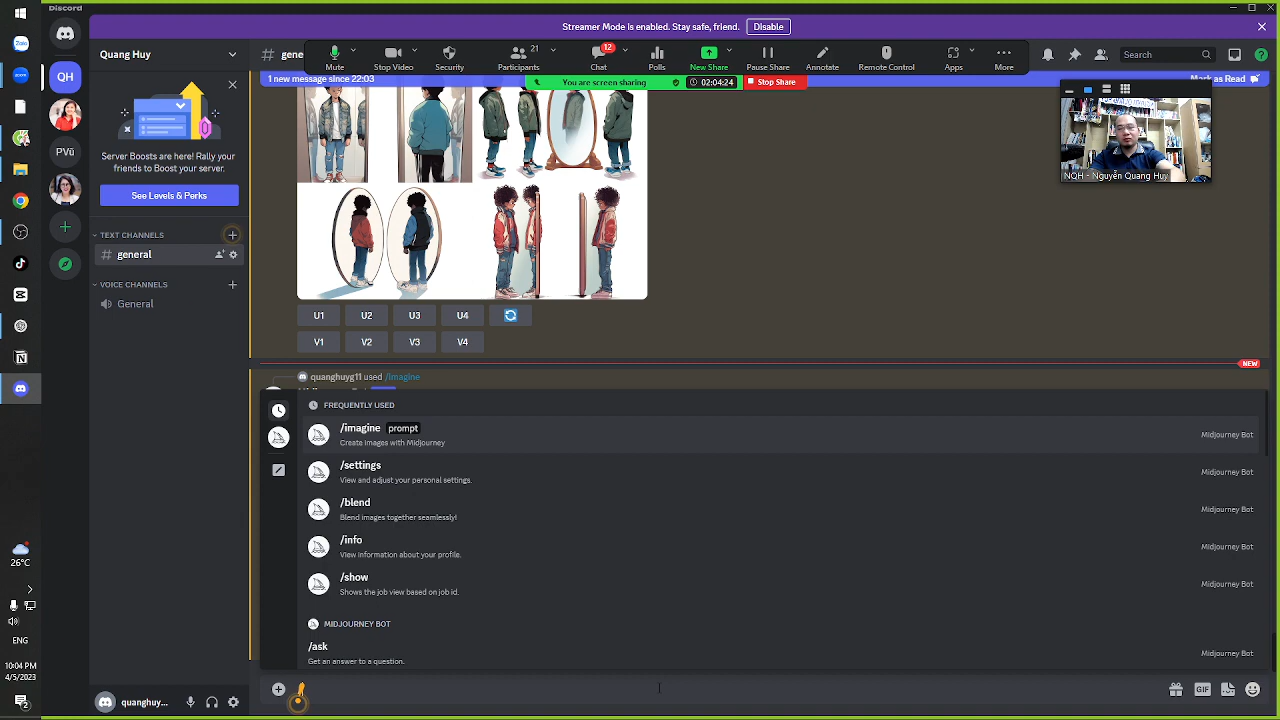 Discord
Streamer Mode is enabled. Stay safe, friend.
Disable
Quang Huy
gene
Mute
Stop Video
Security
21
Participants
12
Chat
Polls
New Share
Pause Share
Annotate
Remote Control
Apps
More
Search
1 new message since 22:03
You are screen sharing
02:04:24
Stop Share
Mark as Read
QH
Server Boosts are here! Rally your
friends to Boost your server.
See Levels & Perks
PVũ
NQH - Nguyễn Quang Huy
TEXT CHANNELS
general
VOICE CHANNELS
General
U1
U2
U3
U4
V1
V2
V3
V4
NEW
quanghuyg11 used /imagine
FREQUENTLY USED
/imagine prompt
Create images with Midjourney
Midjourney Bot
/settings
View and adjust your personal settings.
Midjourney Bot
/blend
Blend images together seamlessly!
Midjourney Bot
/info
View information about your profile.
Midjourney Bot
/show
Shows the job view based on job id.
Midjourney Bot
MIDJOURNEY BOT
/ask
Get an answer to a question.
Midjourney Bot
26°C
ENG
10:04 PM
4/5/2023
quanghuy...
GIF